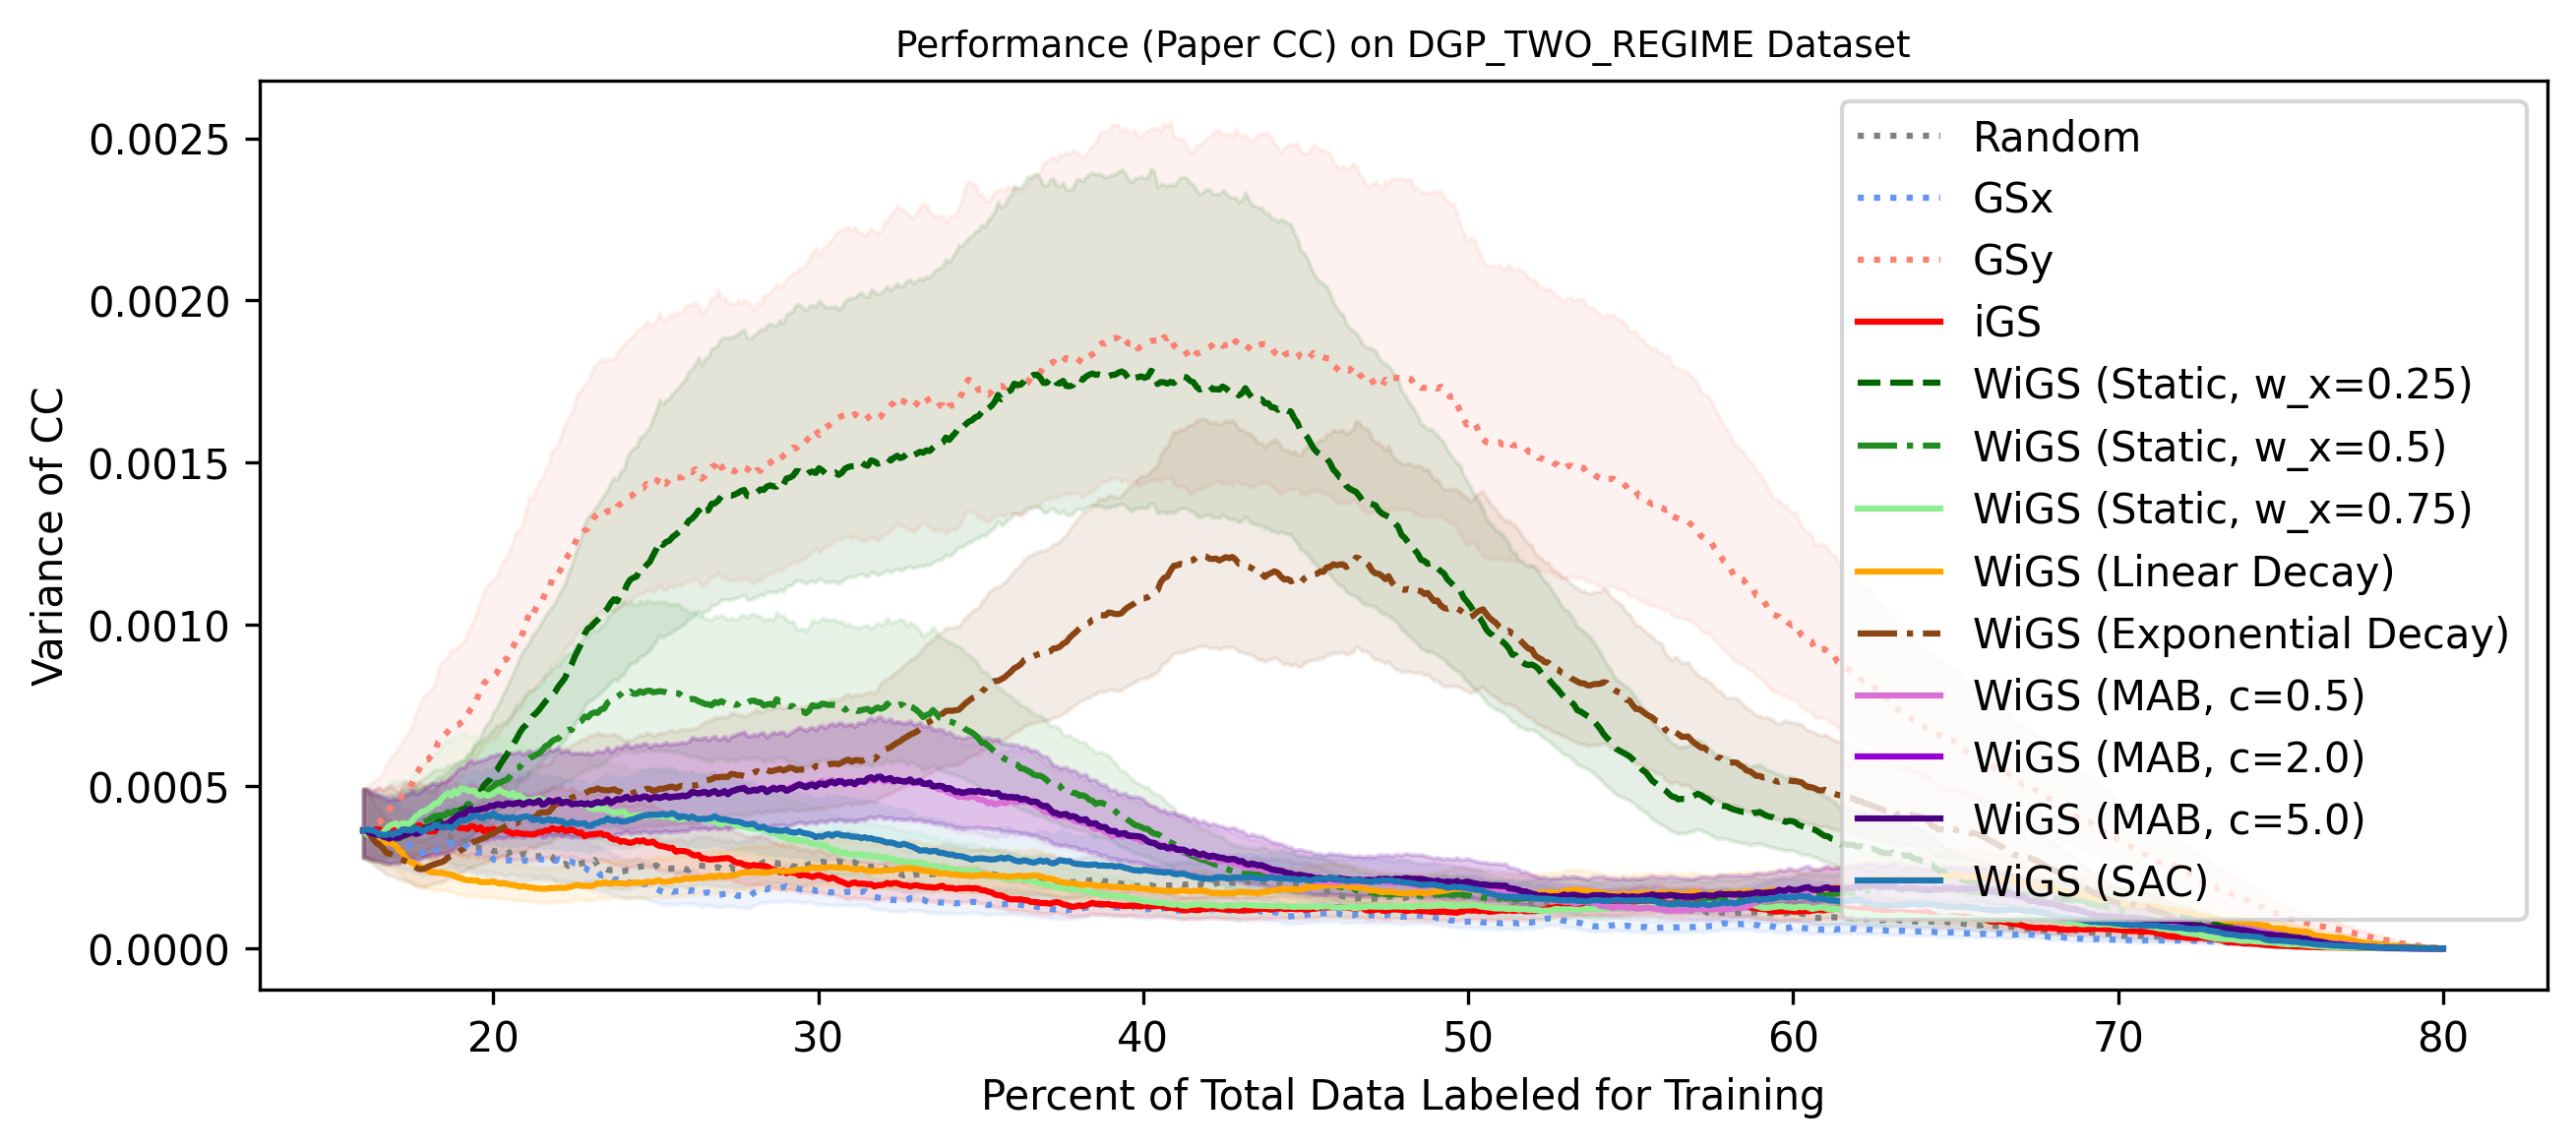 Performance (Paper CC) on DGP_TWO_REGIME Dataset
Variance of CC
0.0025
0.0020
0.0015
0.0010
0.0005
0.0000
Random
GSx
GSy
iGS
WiGS (Static, w_x=0.25)
WiGS (Static, w_x=0.5)
WiGS (Static, w_x=0.75)
WiGS (Linear Decay)
WiGS (Exponential Decay)
WiGS (MAB, c=0.5)
WiGS (MAB, c=2.0)
WiGS (MAB, c=5.0)
WiGS (SAC)
20 30 40 50 60 70 80
Percent of Total Data Labeled for Training